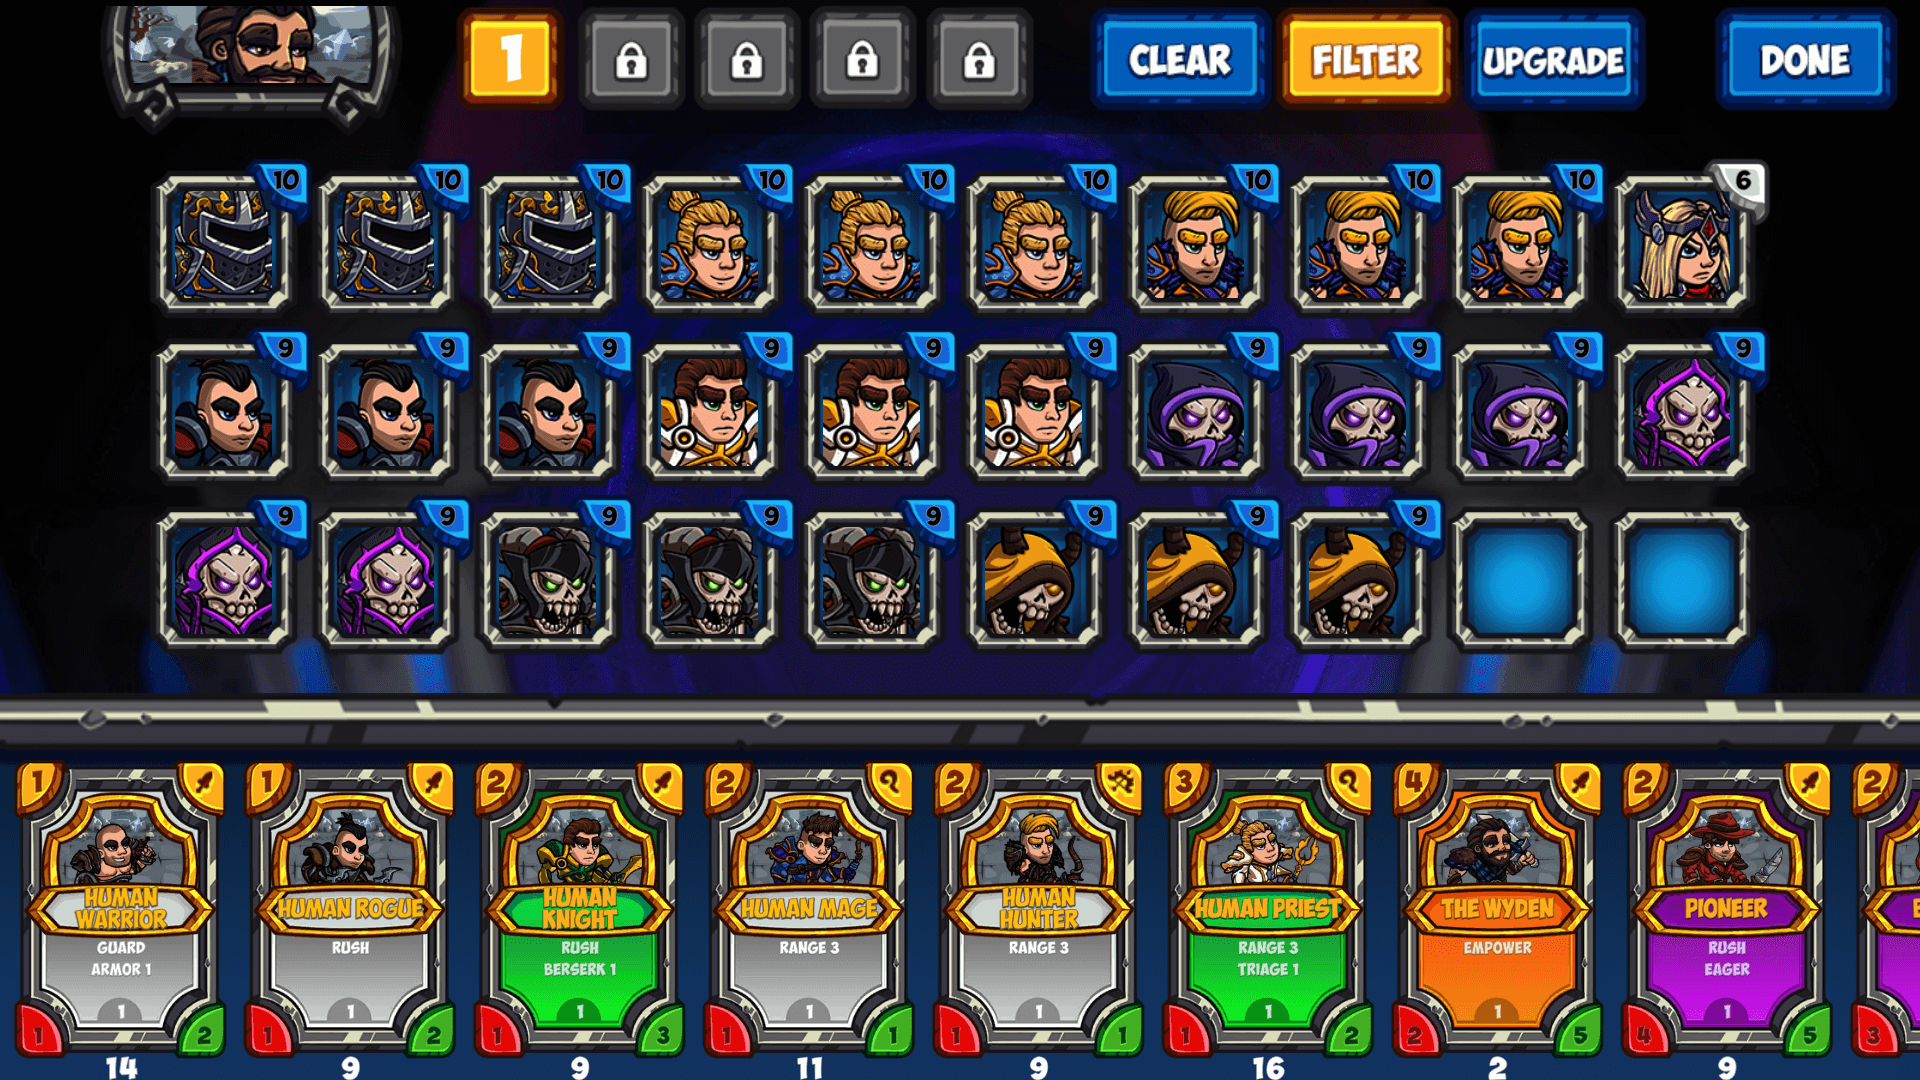 1 CLEAR FILTER UPGRADE DONE
10 10 10 10 10 10 10 10 10 6
9 9 9 9 9 9 9 9 9 9
9 9 9 9 9 9 9 9
1 1 2 2 2 3 4 2 2
HUMAN
WARRIOR
GUARD
ARMOR 1
1
1 2
14
HUMAN ROGUE
RUSH
1
1 2
9
HUMAN
KNIGHT
RUSH
BERSERK 1
1
1 3
9
HUMAN MAGE
RANGE 3
1
1 1
11
HUMAN
HUNTER
RANGE 3
1
1 1
9
HUMAN PRIEST
RANGE 3
TRIAGE 1
1
1 2
16
THE WYDEN
EMPOWER
1
2 5
2
PIONEER
RUSH
EAGER
1
4 5
9
3